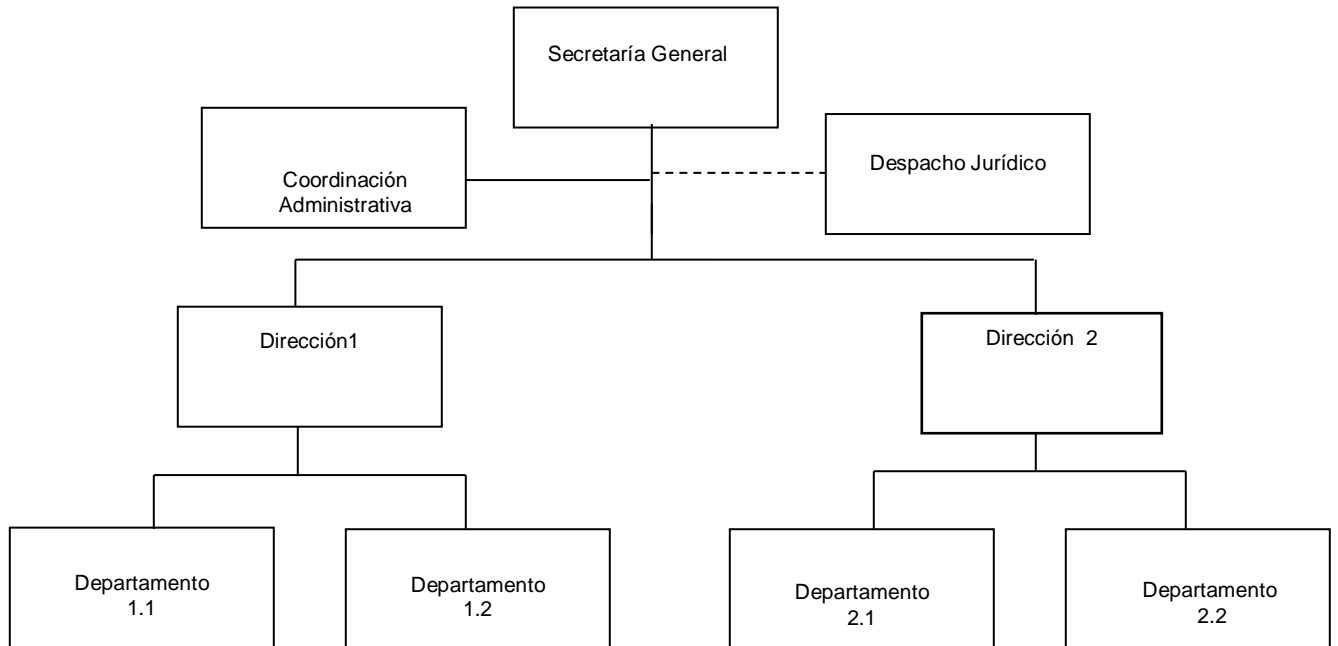 Secretaría General
Coordinación
Administrativa
Despacho Jurídico
Dirección1
Dirección 2
Departamento
1.1
Departamento
1.2
Departamento
2.1
Departamento
2.2